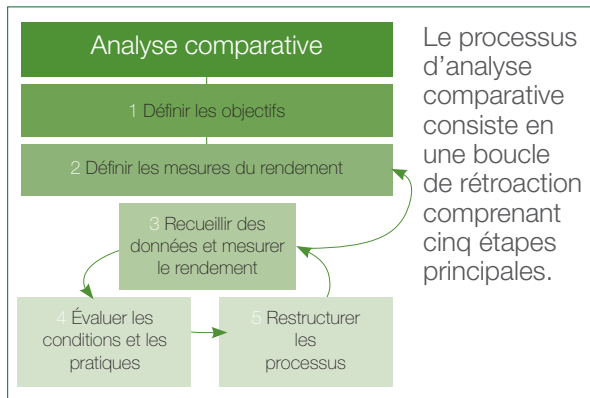 Analyse comparative
1 Définir les objectifs
2 Définir les mesures du rendement
3 Recueillir des
données et mesurer
le rendement
4 Évaluer les
conditions et les
pratiques
5 Restructurer
les
processus
Le processus
d’analyse
comparative
consiste en
une boucle
de rétroaction
comprenant
cinq étapes
principales.